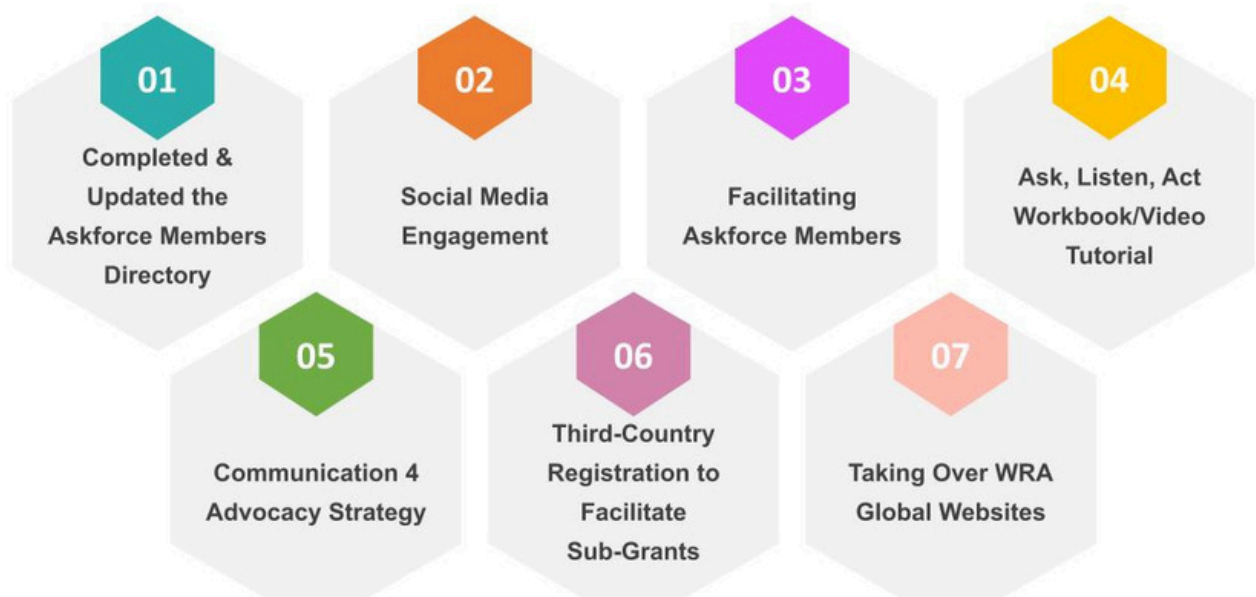 01
Completed &
Updated the
Askforce Members
Directory
02
Social Media
Engagement
03
Facilitating
Askforce Members
04
Ask, Listen, Act
Workbook/Video
Tutorial
05
Communication 4
Advocacy Strategy
06
Third-Country
Registration to
Facilitate
Sub-Grants
07
Taking Over WRA
Global Websites